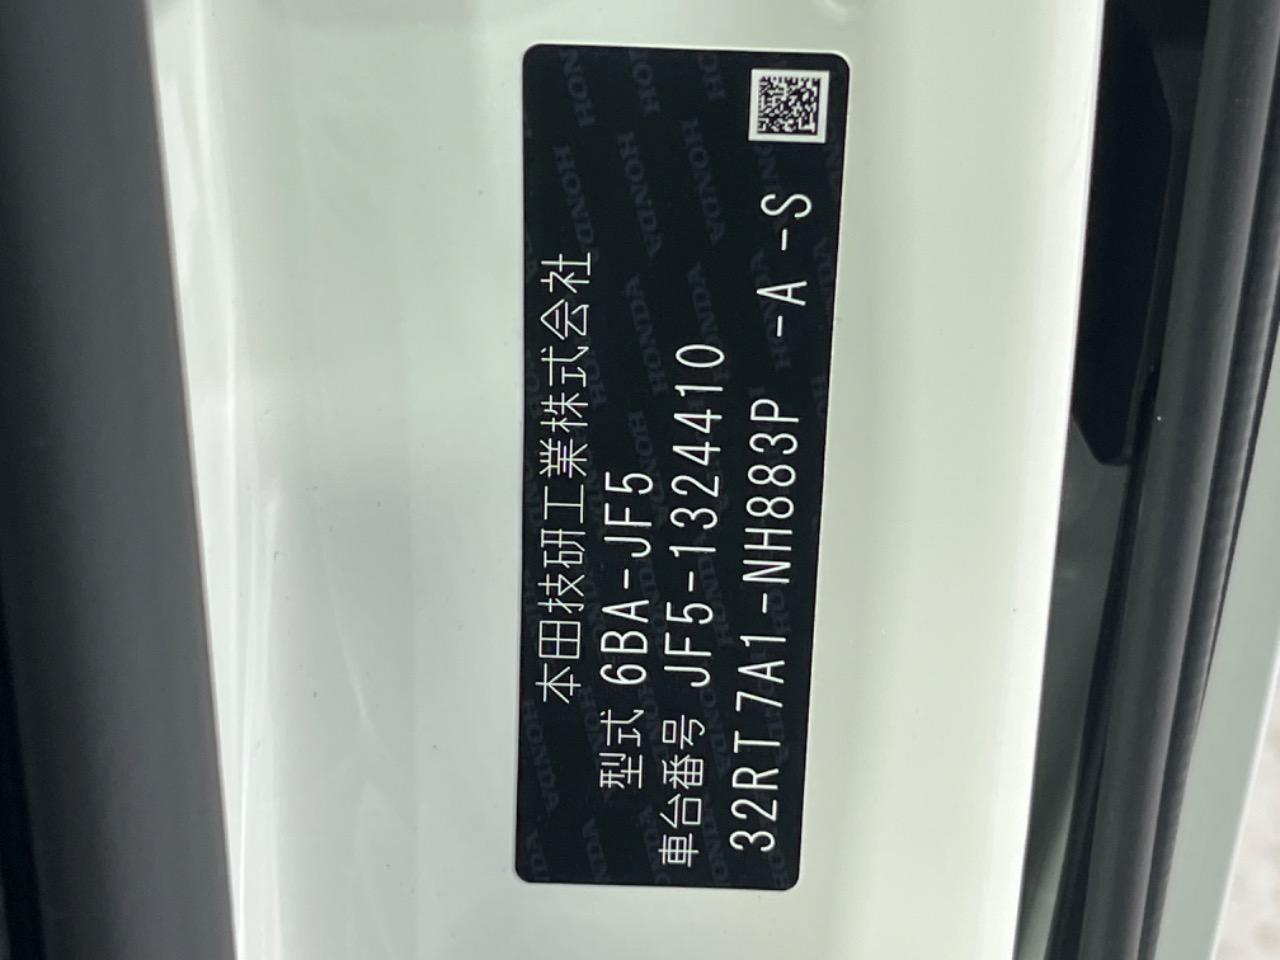 本田技研工業株式会社
型式 6BA-JF5
車台番号 JF5-1324410
32RT7A1-NH883P -A -S